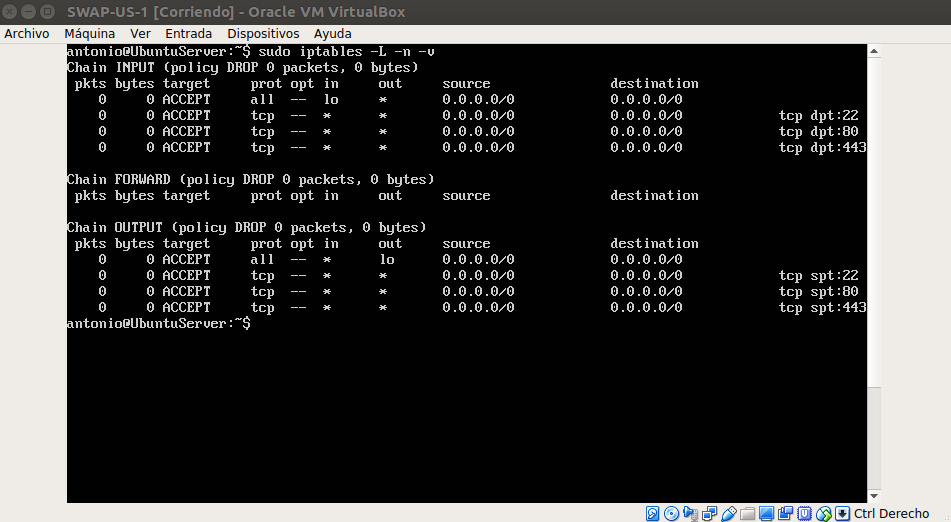 SWAP-US-1 [Corriendo] - Oracle VM VirtualBox
Archivo Máquina Ver Entrada Dispositivos Ayuda
antonio@UbuntuServer:~$ sudo iptables -L -n -v
Chain INPUT (policy DROP 0 packets, 0 bytes)
 pkts bytes target     prot opt in     out     source               destination
    0     0 ACCEPT     all  --  lo     *       0.0.0.0/0            0.0.0.0/0
    0     0 ACCEPT     tcp  --  *      *       0.0.0.0/0            0.0.0.0/0            tcp dpt:22
    0     0 ACCEPT     tcp  --  *      *       0.0.0.0/0            0.0.0.0/0            tcp dpt:80
    0     0 ACCEPT     tcp  --  *      *       0.0.0.0/0            0.0.0.0/0            tcp dpt:443
Chain FORWARD (policy DROP 0 packets, 0 bytes)
 pkts bytes target     prot opt in     out     source               destination
Chain OUTPUT (policy DROP 0 packets, 0 bytes)
 pkts bytes target     prot opt in     out     source               destination
    0     0 ACCEPT     all  --  *      lo      0.0.0.0/0            0.0.0.0/0
    0     0 ACCEPT     tcp  --  *      *       0.0.0.0/0            0.0.0.0/0            tcp spt:22
    0     0 ACCEPT     tcp  --  *      *       0.0.0.0/0            0.0.0.0/0            tcp spt:80
    0     0 ACCEPT     tcp  --  *      *       0.0.0.0/0            0.0.0.0/0            tcp spt:443
antonio@UbuntuServer:~$
Ctrl Derecho